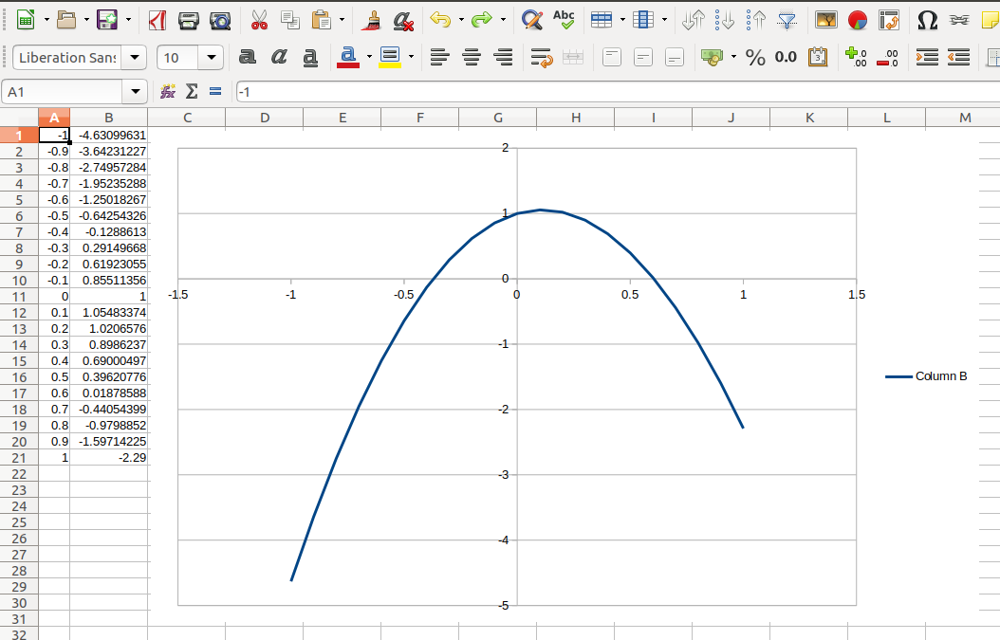 Abc
Liberation Sans 10 a a a a % 0.0 3 .00 .00
A1 -1
A B C D E F G H I J K L M
1 -1 -4.63099631
2 -0.9 -3.64231227
3 -0.8 -2.74957284
4 -0.7 -1.95235288
5 -0.6 -1.25018267
6 -0.5 -0.64254326
7 -0.4 -0.1288613
8 -0.3 0.29149668
9 -0.2 0.61923055
10 -0.1 0.85511356
11 0 1
12 0.1 1.05483374
13 0.2 1.0206576
14 0.3 0.8986237
15 0.4 0.69000497
16 0.5 0.39620776
17 0.6 0.01878588
18 0.7 -0.44054399
19 0.8 -0.9798852
20 0.9 -1.59714225
21 1 -2.29
22
23
24
25
26
27
28
29
30
31
32
2
1
0
-1.5 -1 -0.5 0 0.5 1 1.5
-1
-2
-3
-4
-5
Column B